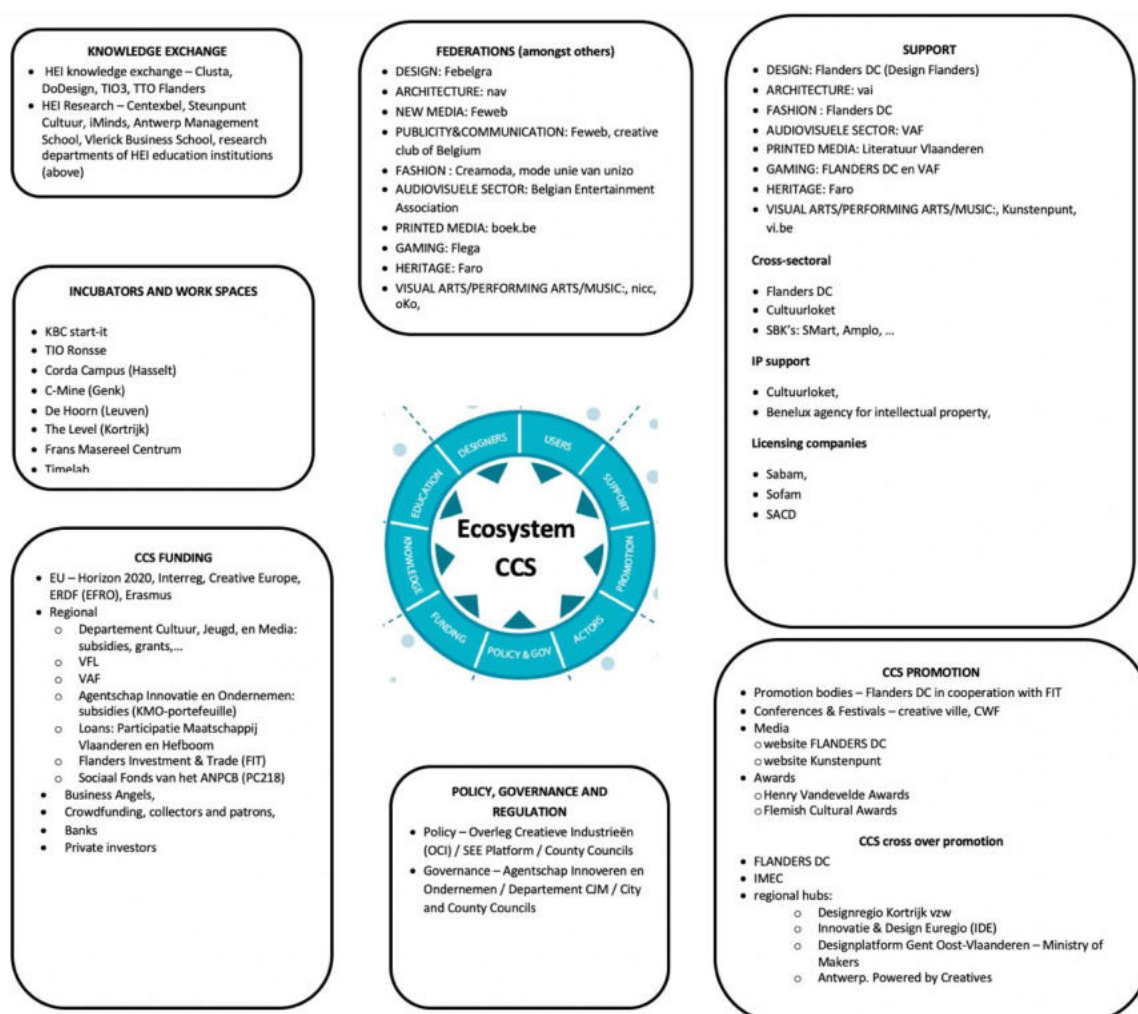 KNOWLEDGE EXCHANGE
• HEI knowledge exchange – Clusta,
DoDesign, TIO3, TTO Flanders
• HEI Research – Centexbel, Steunpunt
Cultuur, iMinds, Antwerp Management
School, Vlerick Business School, research
departments of HEI education institutions
(above)
INCUBATORS AND WORK SPACES
• KBC start-it
• TIO Ronsse
• Corda Campus (Hasselt)
• C-Mine (Genk)
• De Hoorn (Leuven)
• The Level (Kortrijk)
• Frans Masereel Centrum
• Timelab
CCS FUNDING
• EU – Horizon 2020, Interreg, Creative Europe,
ERDF (EFRO), Erasmus
• Regional
o Departement Cultuur, Jeugd, en Media:
subsidies, grants,...
o VFL
o VAF
o Agentschap Innovatie en Ondernemen:
subsidies (KMO-portefeuille)
o Loans: Participatie Maatschappij
Vlaanderen en Hefboom
o Flanders Investment & Trade (FIT)
o Sociaal Fonds van het ANPCB (PC218)
• Business Angels,
• Crowdfunding, collectors and patrons,
• Banks
• Private investors
FEDERATIONS (amongst others)
• DESIGN: Febelgra
• ARCHITECTURE: nav
• NEW MEDIA: Feweb
• PUBLICITY&COMMUNICATION: Feweb, creative
club of Belgium
• FASHION : Creamoda, mode unie van unizo
• AUDIOVISUELE SECTOR: Belgian Entertainment
Association
• PRINTED MEDIA: boek.be
• GAMING: Flega
• HERITAGE: Faro
• VISUAL ARTS/PERFORMING ARTS/MUSIC:, nicc,
oKo,
Ecosystem
CCS
DESIGNERS
USERS
SUPPORT
PROMOTION
ACTORS
POLICY & GOV
FUNDING
KNOWLEDGE
EDUCATION
POLICY, GOVERNANCE AND
REGULATION
• Policy – Overleg Creatieve Industrieën
(OCI) / SEE Platform / County Councils
• Governance – Agentschap Innoveren en
Ondernemen / Departement CJM / City
and County Councils
SUPPORT
• DESIGN: Flanders DC (Design Flanders)
• ARCHITECTURE: vai
• FASHION : Flanders DC
• AUDIOVISUELE SECTOR: VAF
• PRINTED MEDIA: Literatuur Vlaanderen
• GAMING: FLANDERS DC en VAF
• HERITAGE: Faro
• VISUAL ARTS/PERFORMING ARTS/MUSIC:, Kunstenpunt,
vi.be
Cross-sectoral
• Flanders DC
• Cultuurloket
• SBK's: SMart, Amplo, ...
IP support
• Cultuurloket,
• Benelux agency for intellectual property,
Licensing companies
• Sabam,
• Sofam
• SACD
CCS PROMOTION
• Promotion bodies – Flanders DC in cooperation with FIT
• Conferences & Festivals – creative ville, CWF
• Media
o website FLANDERS DC
o website Kunstenpunt
• Awards
o Henry Vandevelde Awards
o Flemish Cultural Awards
CCS cross over promotion
• FLANDERS DC
• IMEC
• regional hubs:
o Designregio Kortrijk vzw
o Innovatie & Design Euregio (IDE)
o Designplatform Gent Oost-Vlaanderen – Ministry of
Makers
o Antwerp. Powered by Creatives